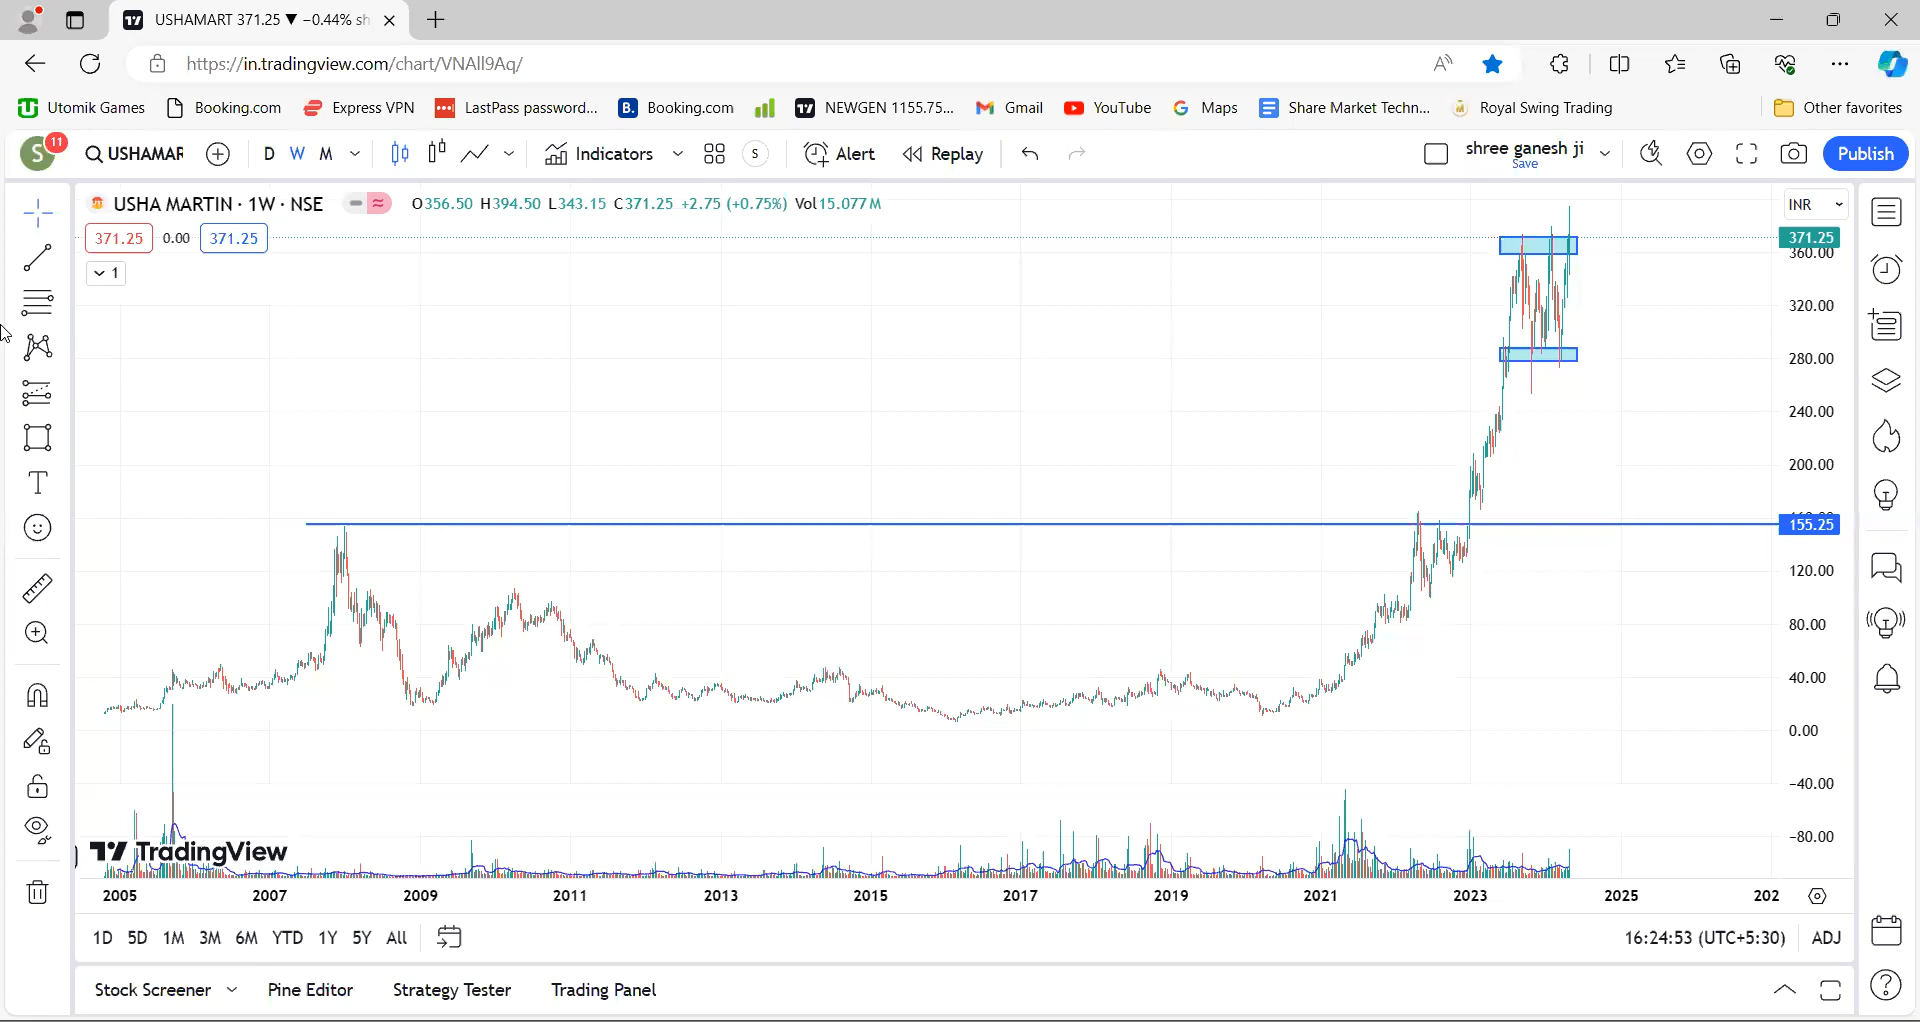 USHAMART 371.25 ▼ −0.44% sh
https://in.tradingview.com/chart/VNAll9Aq/
Utomik Games
Booking.com
Express VPN
LastPass password...
B. Booking.com
NEWGEN 1155.75...
Gmail
YouTube
Maps
Share Market Techn...
Royal Swing Trading
Other favorites
S 11
USHAMAR
D W M
Indicators
S
Alert
Replay
shree ganesh ji
Save
Publish
USHA MARTIN · 1W · NSE
O356.50 H394.50 L343.15 C371.25 +2.75 (+0.75%) Vol15.077M
INR
371.25 0.00 371.25
1
371.25
360.00
320.00
280.00
240.00
200.00
155.25
120.00
80.00
40.00
0.00
−40.00
−80.00
TradingView
2005 2007 2009 2011 2013 2015 2017 2019 2021 2023 2025 202
1D 5D 1M 3M 6M YTD 1Y 5Y All
16:24:53 (UTC+5:30) ADJ
Stock Screener Pine Editor Strategy Tester Trading Panel